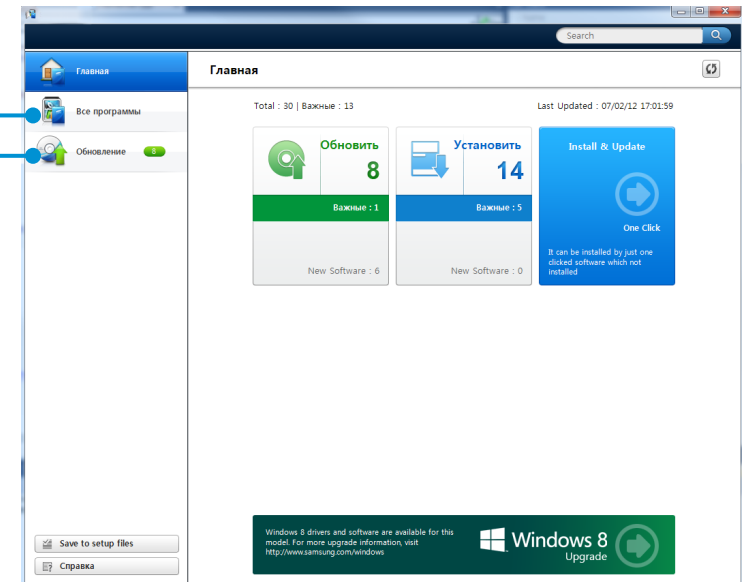 Search
Главная
Все программы
Обновление 8
Save to setup files
Справка
Главная
Total : 30 | Важные : 13
Last Updated : 07/02/12 17:01:59
Обновить
8
Важные : 1
New Software : 6
Установить
14
Важные : 5
New Software : 0
Install & Update
One Click
It can be installed by just one
clicked software which not
installed
Windows 8 drivers and software are available for this
model. For more upgrade information, visit
http://www.samsung.com/windows
Windows 8
Upgrade